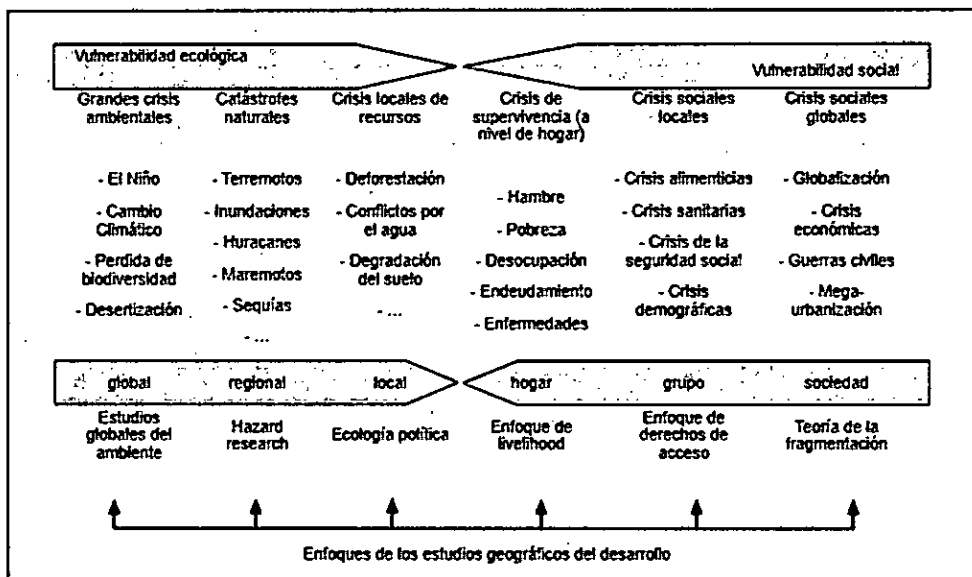 Vulnerabilidad ecológica
Vulnerabilidad social
Grandes crisis
ambientales
- El Niño
- Cambio
Climático
- Perdida de
biodiversidad
- Desertización
Catástrofes
naturales
- Terremotos
- Inundaciones
- Huracanes
- Maremotos
- Sequías
- ...
Crisis locales de
recursos
- Deforestación
- Conflictos por
el agua
- Degradación
del suelo
- ...
Crisis de
supervivencia (a
nivel de hogar)
- Hambre
- Pobreza
- Desocupación
- Endeudamiento
- Enfermedades
Crisis sociales
locales
- Crisis alimenticias
- Crisis sanitarias
- Crisis de la
seguridad social
- Crisis
demográficas
Crisis sociales
globales
- Globalización
- Crisis
económicas
- Guerras civiles
- Mega-
urbanización
global
regional
local
hogar
grupo
sociedad
Estudios
globales del
ambiente
Hazard
research
Ecología política
Enfoque de
livelihood
Enfoque de
derechos de
acceso
Teoría de la
fragmentación
Enfoques de los estudios geográficos del desarrollo